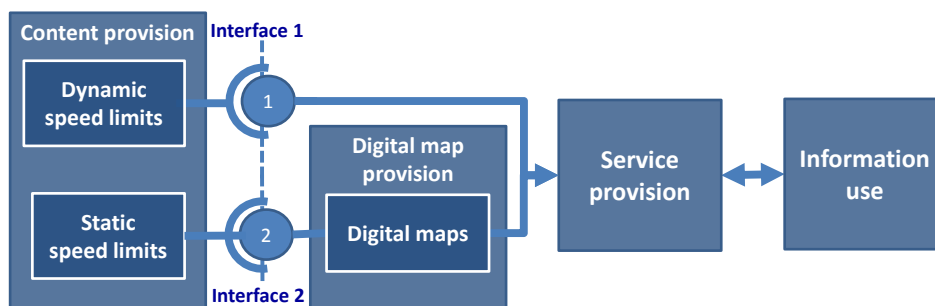 Content provision
Interface 1
Dynamic
speed limits
1
Digital map
provision
Service
provision
Information
use
Static
speed limits
2
Digital maps
Interface 2